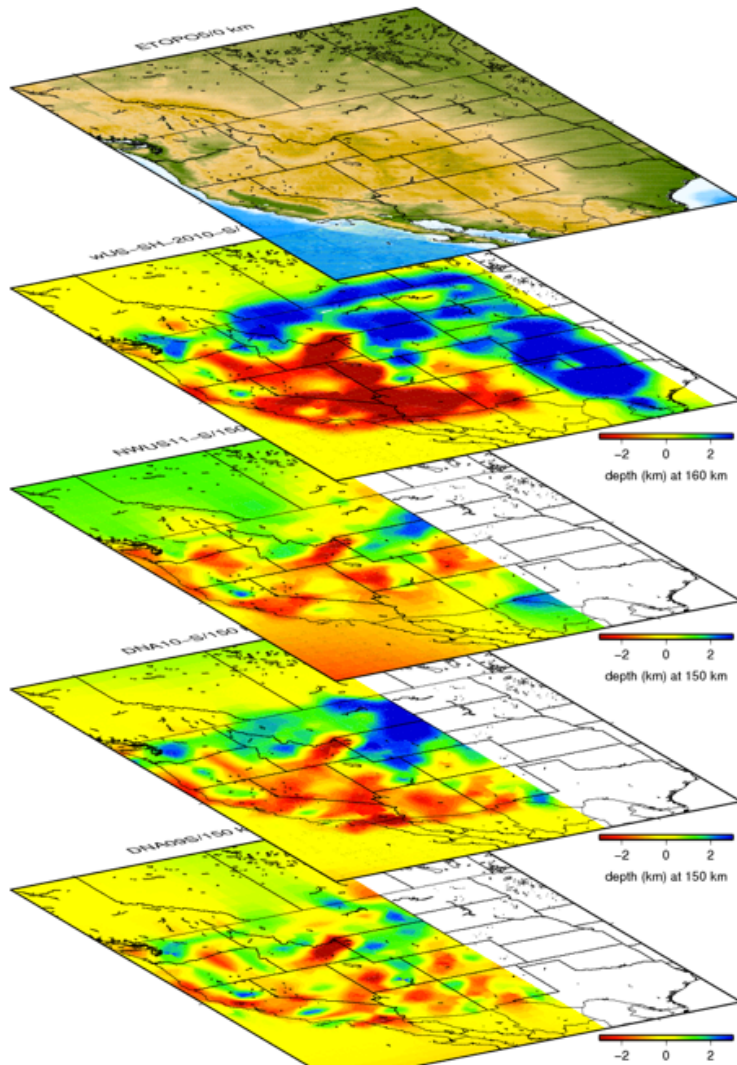 ETOPO5/0 km
wUS-SH-2010-S/
−2 0 2
depth (km) at 160 km
NWUS11-S/150
−2 0 2
depth (km) at 150 km
DNA10-S/150
−2 0 2
depth (km) at 150 km
DNA09S/150 k
−2 0 2